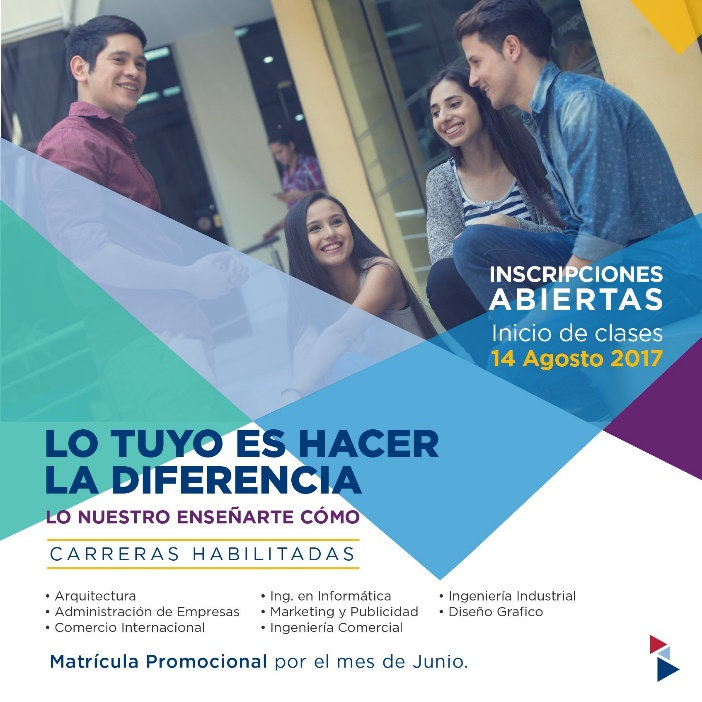 INSCRIPCIONES
ABIERTAS
Inicio de clases
14 Agosto 2017
LO TUYO ES HACER
LA DIFERENCIA
LO NUESTRO ENSEÑARTE CÓMO
CARRERAS HABILITADAS
• Arquitectura
• Administración de Empresas
• Comercio Internacional
• Ing. en Informática
• Marketing y Publicidad
• Ingeniería Comercial
• Ingeniería Industrial
• Diseño Grafico
Matrícula Promocional por el mes de Junio.